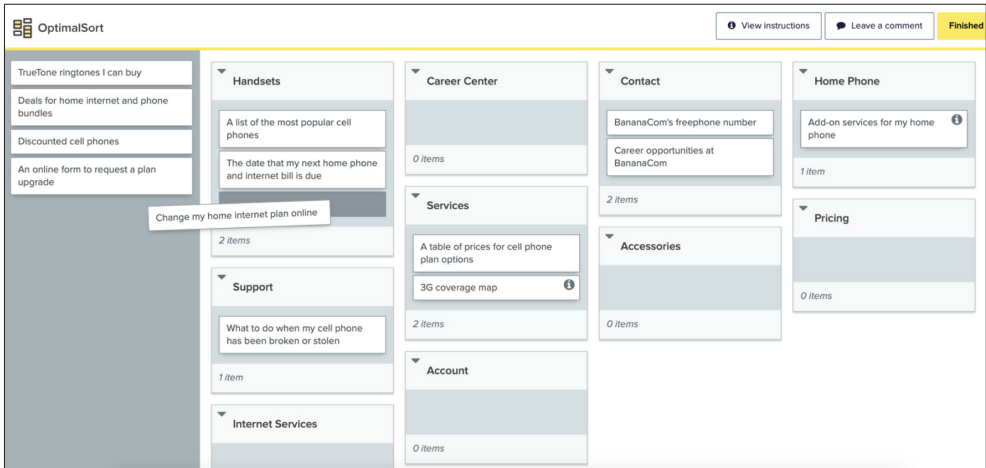 OptimalSort
View instructions
Leave a comment
Finished
TrueTone ringtones I can buy
Deals for home internet and phone
bundles
Discounted cell phones
An online form to request a plan
upgrade
Change my home internet plan online
Handsets
A list of the most popular cell
phones
The date that my next home phone
and internet bill is due
2 items
Support
What to do when my cell phone
has been broken or stolen
1 item
Internet Services
Career Center
0 items
Services
A table of prices for cell phone
plan options
3G coverage map
2 items
Account
0 items
Contact
BananaCom's freephone number
Career opportunities at
BananaCom
2 items
Accessories
0 items
Home Phone
Add-on services for my home
phone
1 item
Pricing
0 items